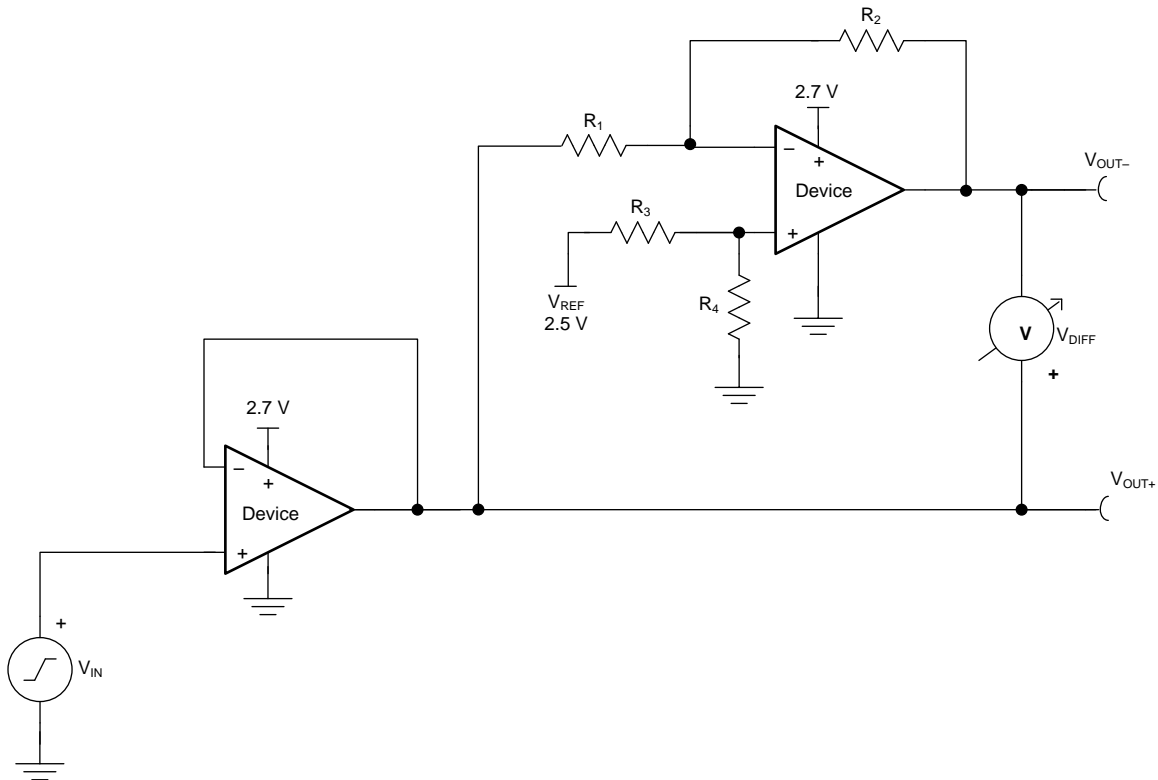 R2
2.7 V
R1
–
+
Device
VOUT–
R3
+
VREF
2.5 V
R4
V
VDIFF
+
2.7 V
–
+
Device
+
VOUT+
+
VIN